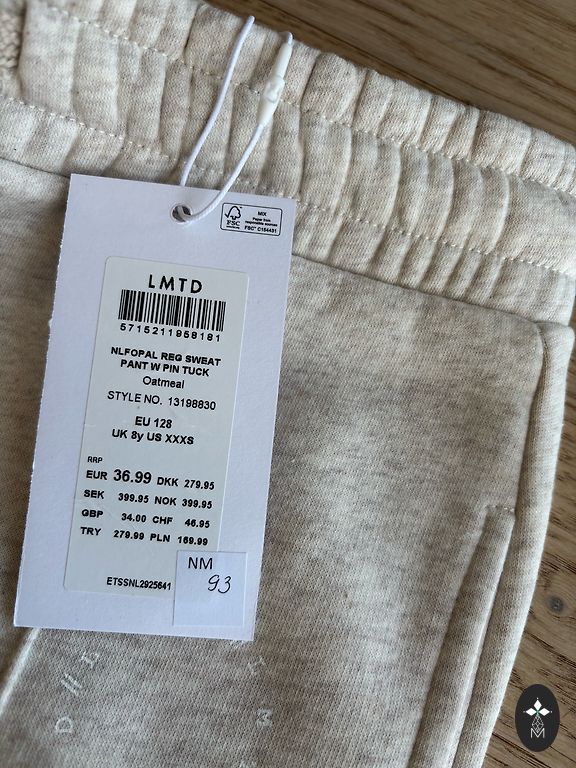 FSC
MIX
Paper from
responsible sources
FSC® C154431
LMTD
5715211958181
NLFOPAL REG SWEAT
PANT W PIN TUCK
Oatmeal
STYLE NO. 13198830
EU 128
UK 8y US XXXS
RRP
EUR 36.99 DKK 279.95
SEK 399.95 NOK 399.95
GBP 34.00 CHF 46.95
TRY 279.99 PLN 169.99
ETSSNL2925641
NM
93
M